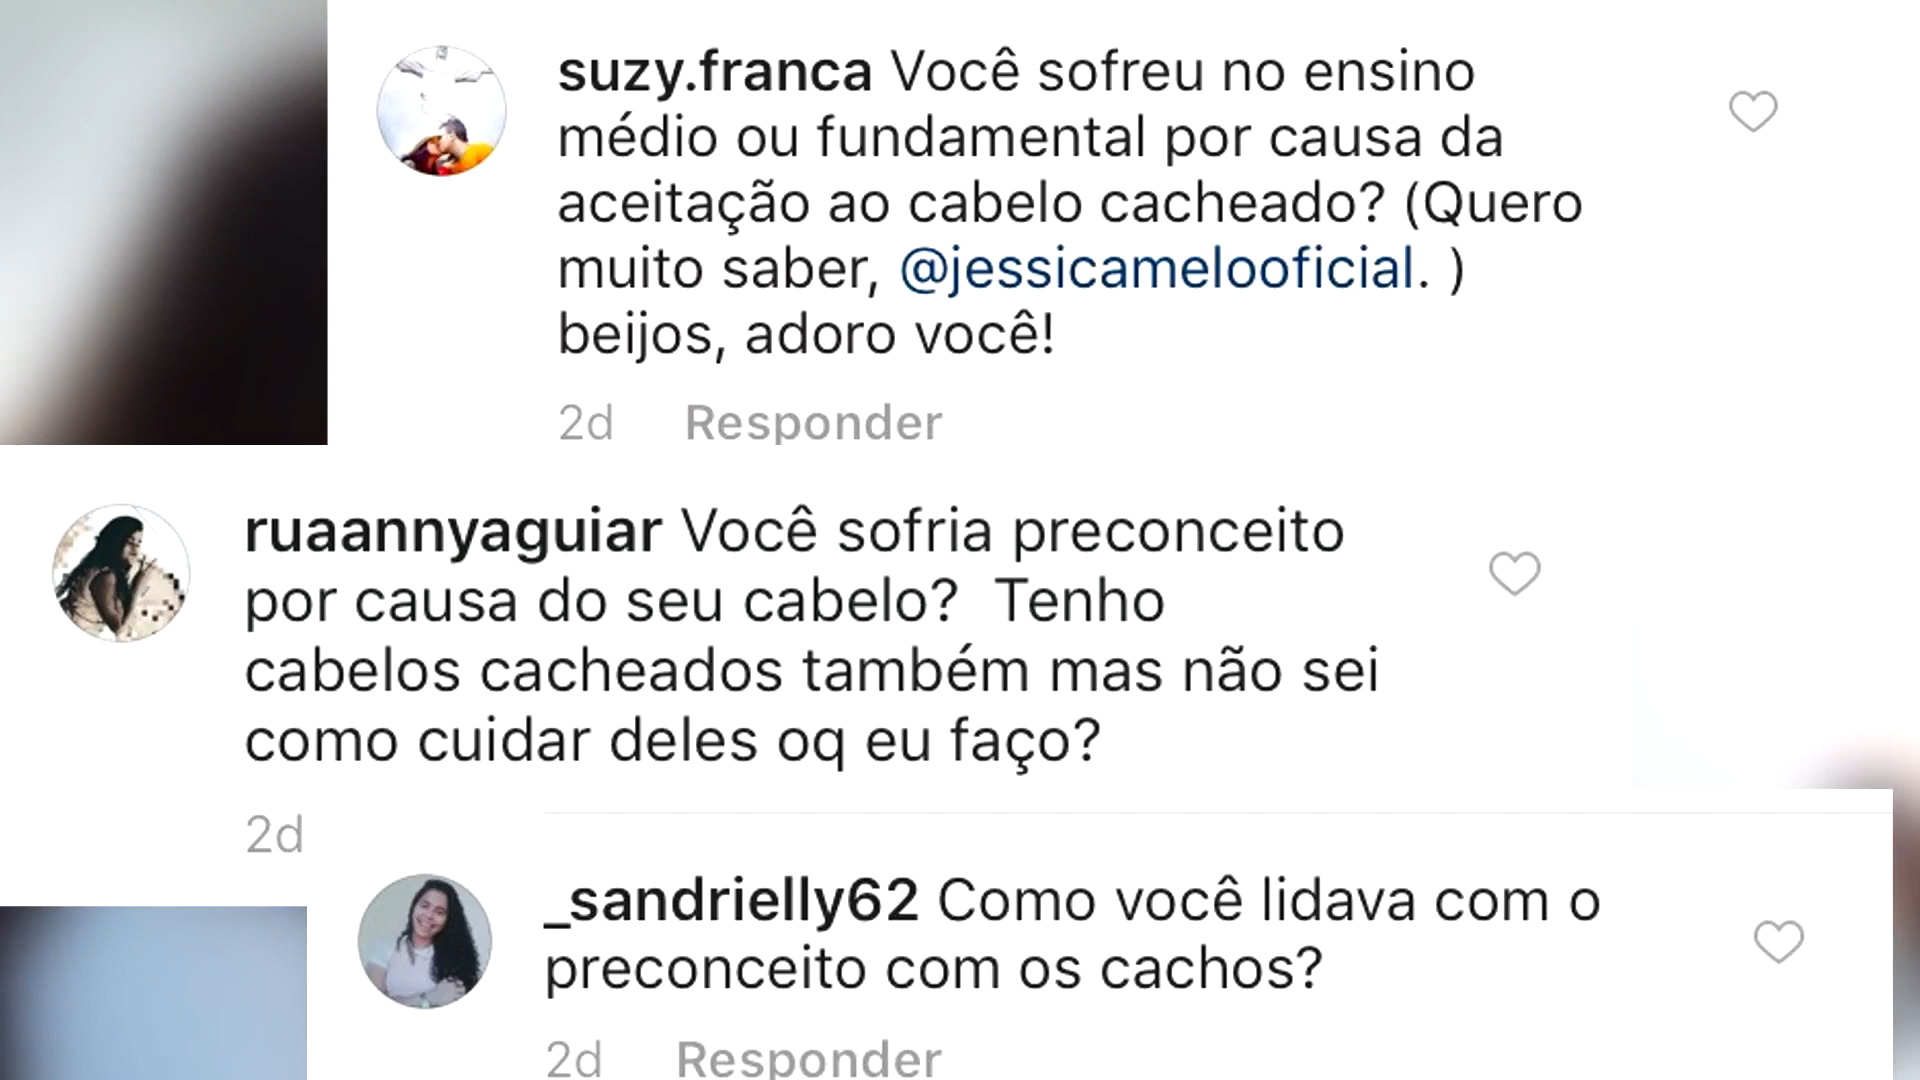 suzy.franca Você sofreu no ensino
médio ou fundamental por causa da
aceitação ao cabelo cacheado? (Quero
muito saber, @jessicamelooficial. )
beijos, adoro você!
2d Responder
ruaannyaguiar Você sofria preconceito
por causa do seu cabelo?  Tenho
cabelos cacheados também mas não sei
como cuidar deles oq eu faço?
2d
_sandrielly62 Como você lidava com o
preconceito com os cachos?
2d Responder